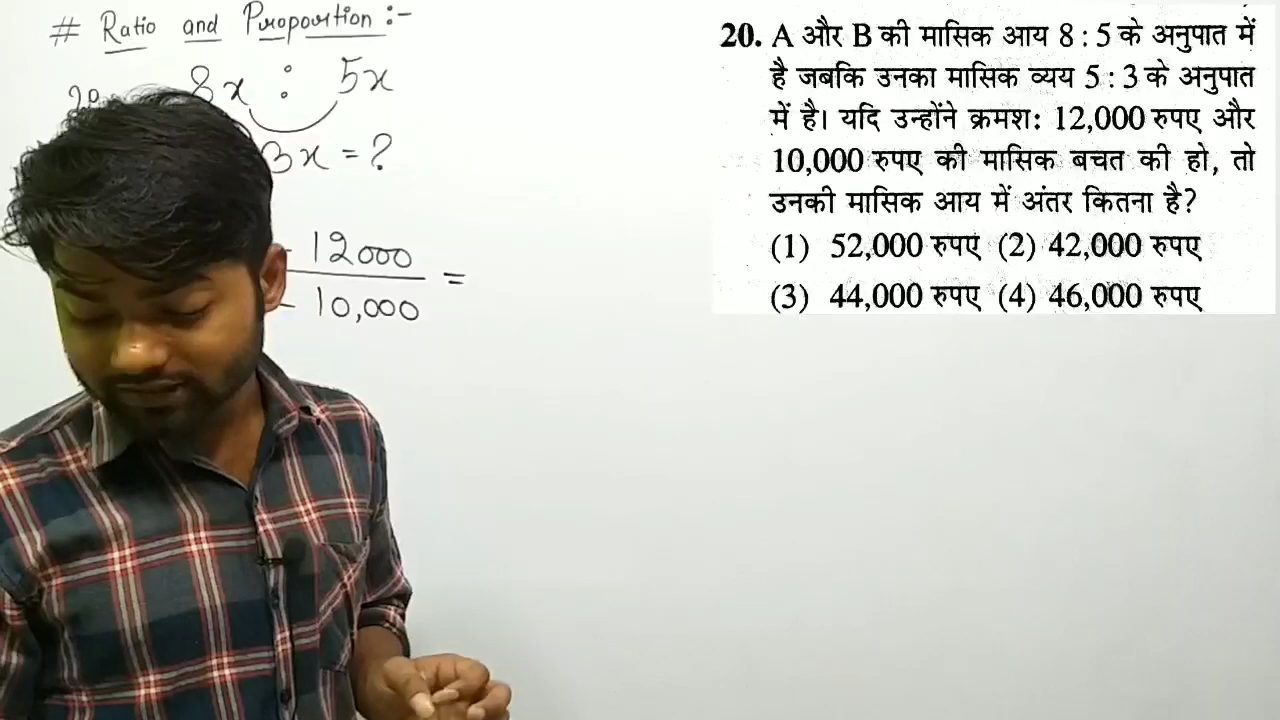 # Ratio and Proportion :-
8x : 5x
3x = ?
12000
=
10,000
20. A और B की मासिक आय 8 : 5 के अनुपात में
है जबकि उनका मासिक व्यय 5 : 3 के अनुपात
में है। यदि उन्होंने क्रमश: 12,000 रुपए और
10,000 रुपए की मासिक बचत की हो, तो
उनकी मासिक आय में अंतर कितना है?
(1) 52,000 रुपए (2) 42,000 रुपए
(3) 44,000 रुपए (4) 46,000 रुपए